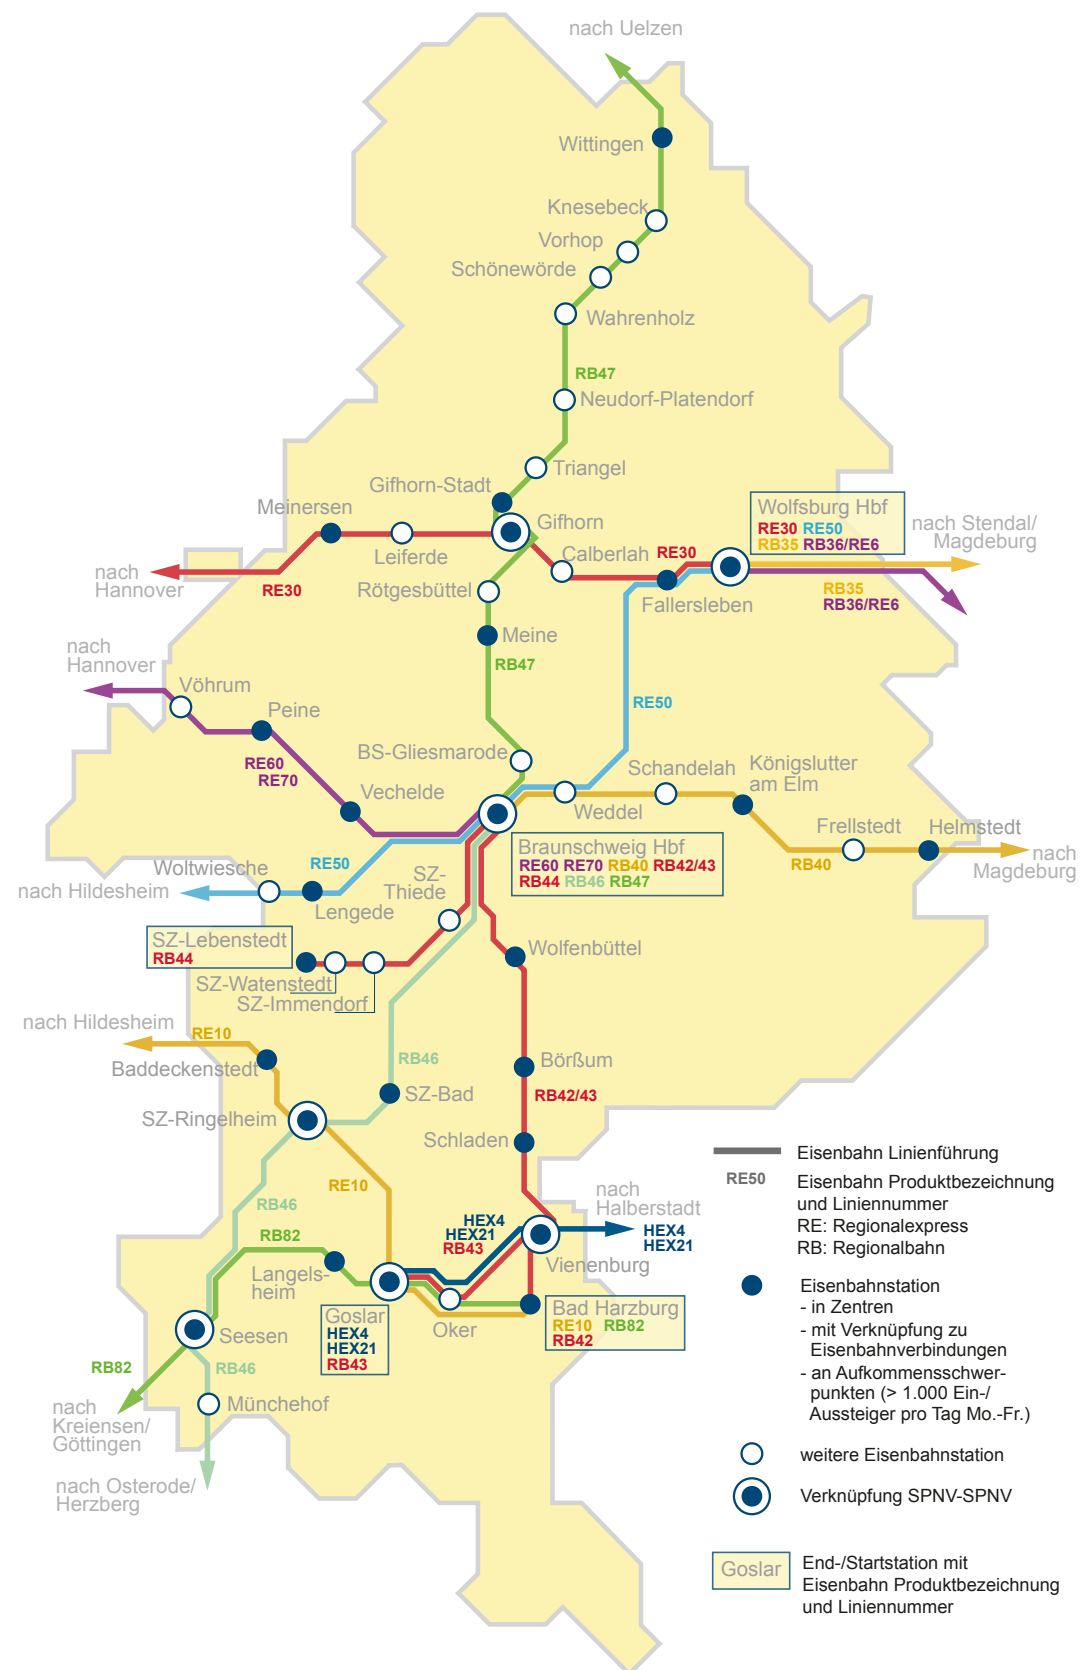 nach Uelzen
Wittingen
Knesebeck
Vorhop
Schönewörde
Wahrenholz
RB47
Neudorf-Platendorf
Triangel
Gifhorn-Stadt
Meinersen
Gifhorn
Leiferde
Calberlah
RE30
Wolfsburg Hbf
RE30 RE50
RB35 RB36/RE6
nach Stendal/
Magdeburg
nach
Hannover
RE30
Rötgesbüttel
Fallersleben
RB35
RB36/RE6
Meine
RB47
nach
Hannover
Vöhrum
Peine
RE50
RE60
RE70
BS-Gliesmarode
Schandelah
Königslutter
am Elm
Vechelde
Weddel
Frellstedt
Helmstedt
Braunschweig Hbf
RE60 RE70 RB40 RB42/43
RB44 RB46 RB47
RB40
nach
Magdeburg
RE50
Woltwiesche
nach Hildesheim
Lengede
SZ-
Thiede
SZ-Lebenstedt
RB44
Wolfenbüttel
SZ-Watenstedt
SZ-Immendorf
nach Hildesheim
RE10
Baddeckenstedt
RB46
Börßum
SZ-Bad
RB42/43
SZ-Ringelheim
Schladen
RE10
RB46
nach
Halberstadt
HEX4
HEX21
RB43
HEX4
HEX21
RB82
Vienenburg
Langels-
heim
Goslar
HEX4
HEX21
RB43
Oker
Bad Harzburg
RE10 RB82
RB42
Seesen
RB82
RB46
Münchehof
nach
Kreiensen/
Göttingen
nach Osterode/
Herzberg
Eisenbahn Linienführung
RE50
Eisenbahn Produktbezeichnung
und Liniennummer
RE: Regionalexpress
RB: Regionalbahn
Eisenbahnstation
- in Zentren
- mit Verknüpfung zu
Eisenbahnverbindungen
- an Aufkommensschwer-
punkten (> 1.000 Ein-/
Aussteiger pro Tag Mo.-Fr.)
weitere Eisenbahnstation
Verknüpfung SPNV-SPNV
Goslar
End-/Startstation mit
Eisenbahn Produktbezeichnung
und Liniennummer